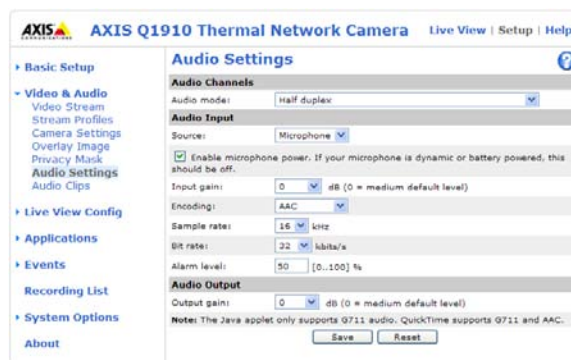 AXIS
COMMUNICATIONS
AXIS Q1910 Thermal Network Camera
Live View | Setup | Help
Basic Setup
Video & Audio
Video Stream
Stream Profiles
Camera Settings
Overlay Image
Privacy Mask
Audio Settings
Audio Clips
Live View Config
Applications
Events
Recording List
System Options
About
Audio Settings
?
Audio Channels
Audio mode: Half duplex
Audio Input
Source: Microphone
Enable microphone power. If your microphone is dynamic or battery powered, this
should be off.
Input gain: 0 dB (0 = medium default level)
Encoding: AAC
Sample rate: 16 kHz
Bit rate: 32 kbits/s
Alarm level: 50 [0..100] %
Audio Output
Output gain: 0 dB (0 = medium default level)
Note: The Java applet only supports G711 audio. QuickTime supports G711 and AAC.
Save Reset